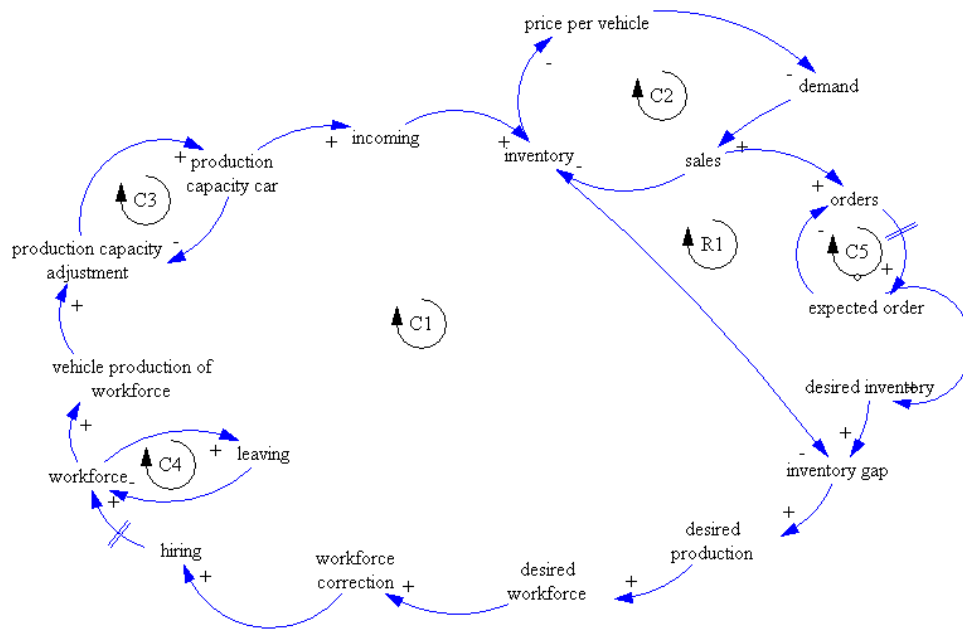 price per vehicle
-
C2
-
demand
incoming
+
+
inventory
-
sales
+
+
production
capacity car
C3
+
orders
-
C5
+
R1
-
production capacity
adjustment
+
C1
expected order
vehicle production of
workforce
desired inventory
+
+
+
-
inventory gap
+
leaving
C4
workforce
-
+
+
desired
production
hiring
+
workforce
correction
+
desired
workforce
+